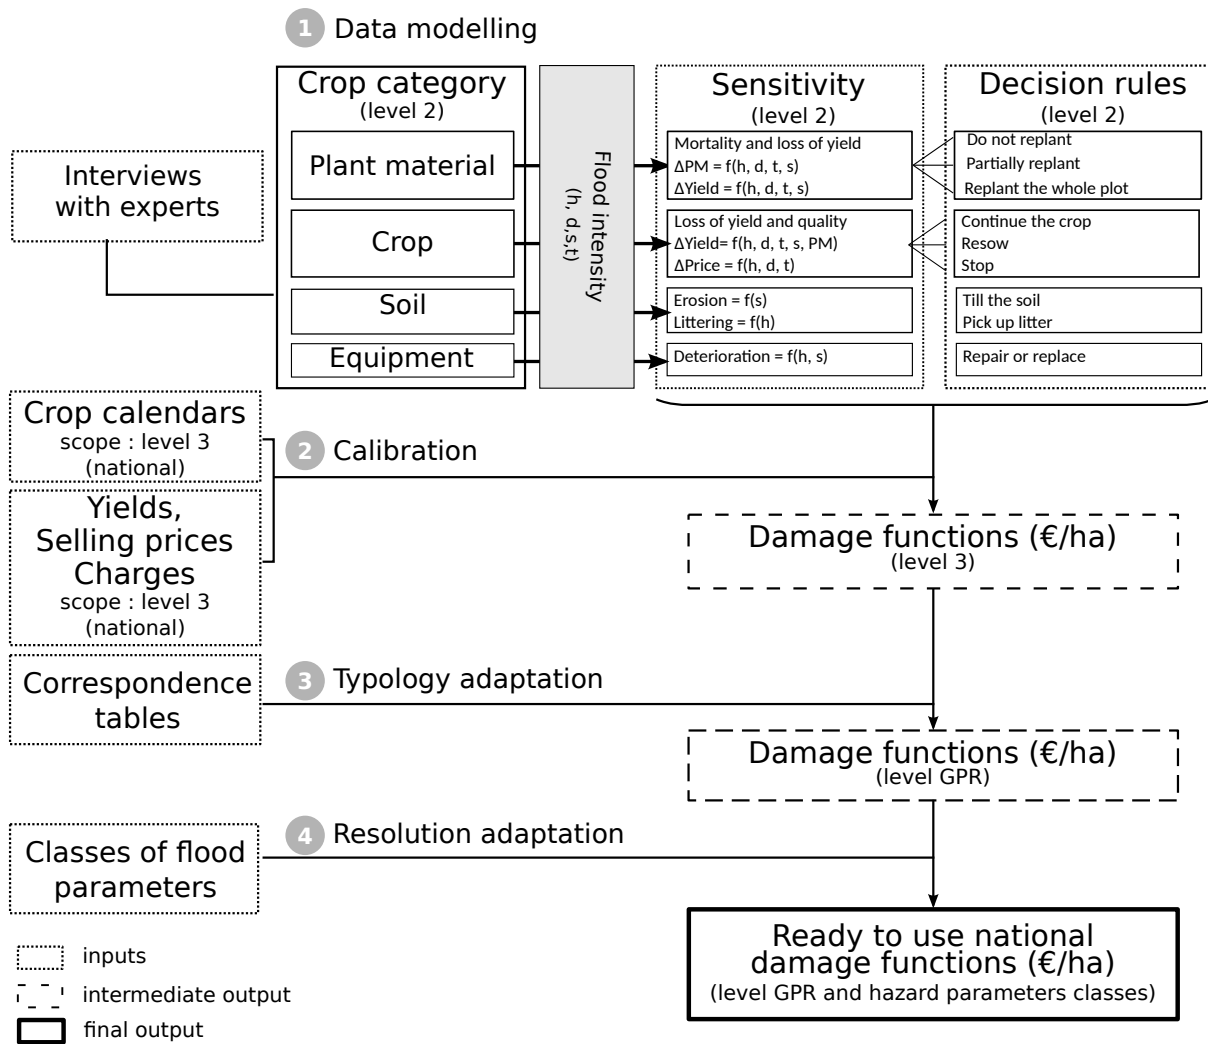 1 Data modelling
Interviews
with experts
Crop category
(level 2)
Plant material
Crop
Soil
Equipment
Flood intensity
(h, d,s,t)
Sensitivity
(level 2)
Mortality and loss of yield
ΔPM = f(h, d, t, s)
ΔYield = f(h, d, t, s)
Loss of yield and quality
ΔYield= f(h, d, t, s, PM)
ΔPrice = f(h, d, t)
Erosion = f(s)
Littering = f(h)
Deterioration = f(h, s)
Decision rules
(level 2)
Do not replant
Partially replant
Replant the whole plot
Continue the crop
Resow
Stop
Till the soil
Pick up litter
Repair or replace
Crop calendars
scope : level 3
(national)
Yields,
Selling prices
Charges
scope : level 3
(national)
2 Calibration
Damage functions (€/ha)
(level 3)
Correspondence
tables
3 Typology adaptation
Damage functions (€/ha)
(level GPR)
Classes of flood
parameters
4 Resolution adaptation
Ready to use national
damage functions (€/ha)
(level GPR and hazard parameters classes)
inputs
intermediate output
final output